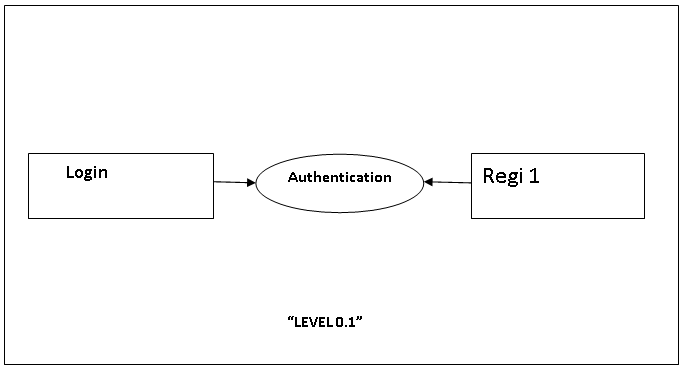 Login
Authentication
Regi 1
“LEVEL 0.1”